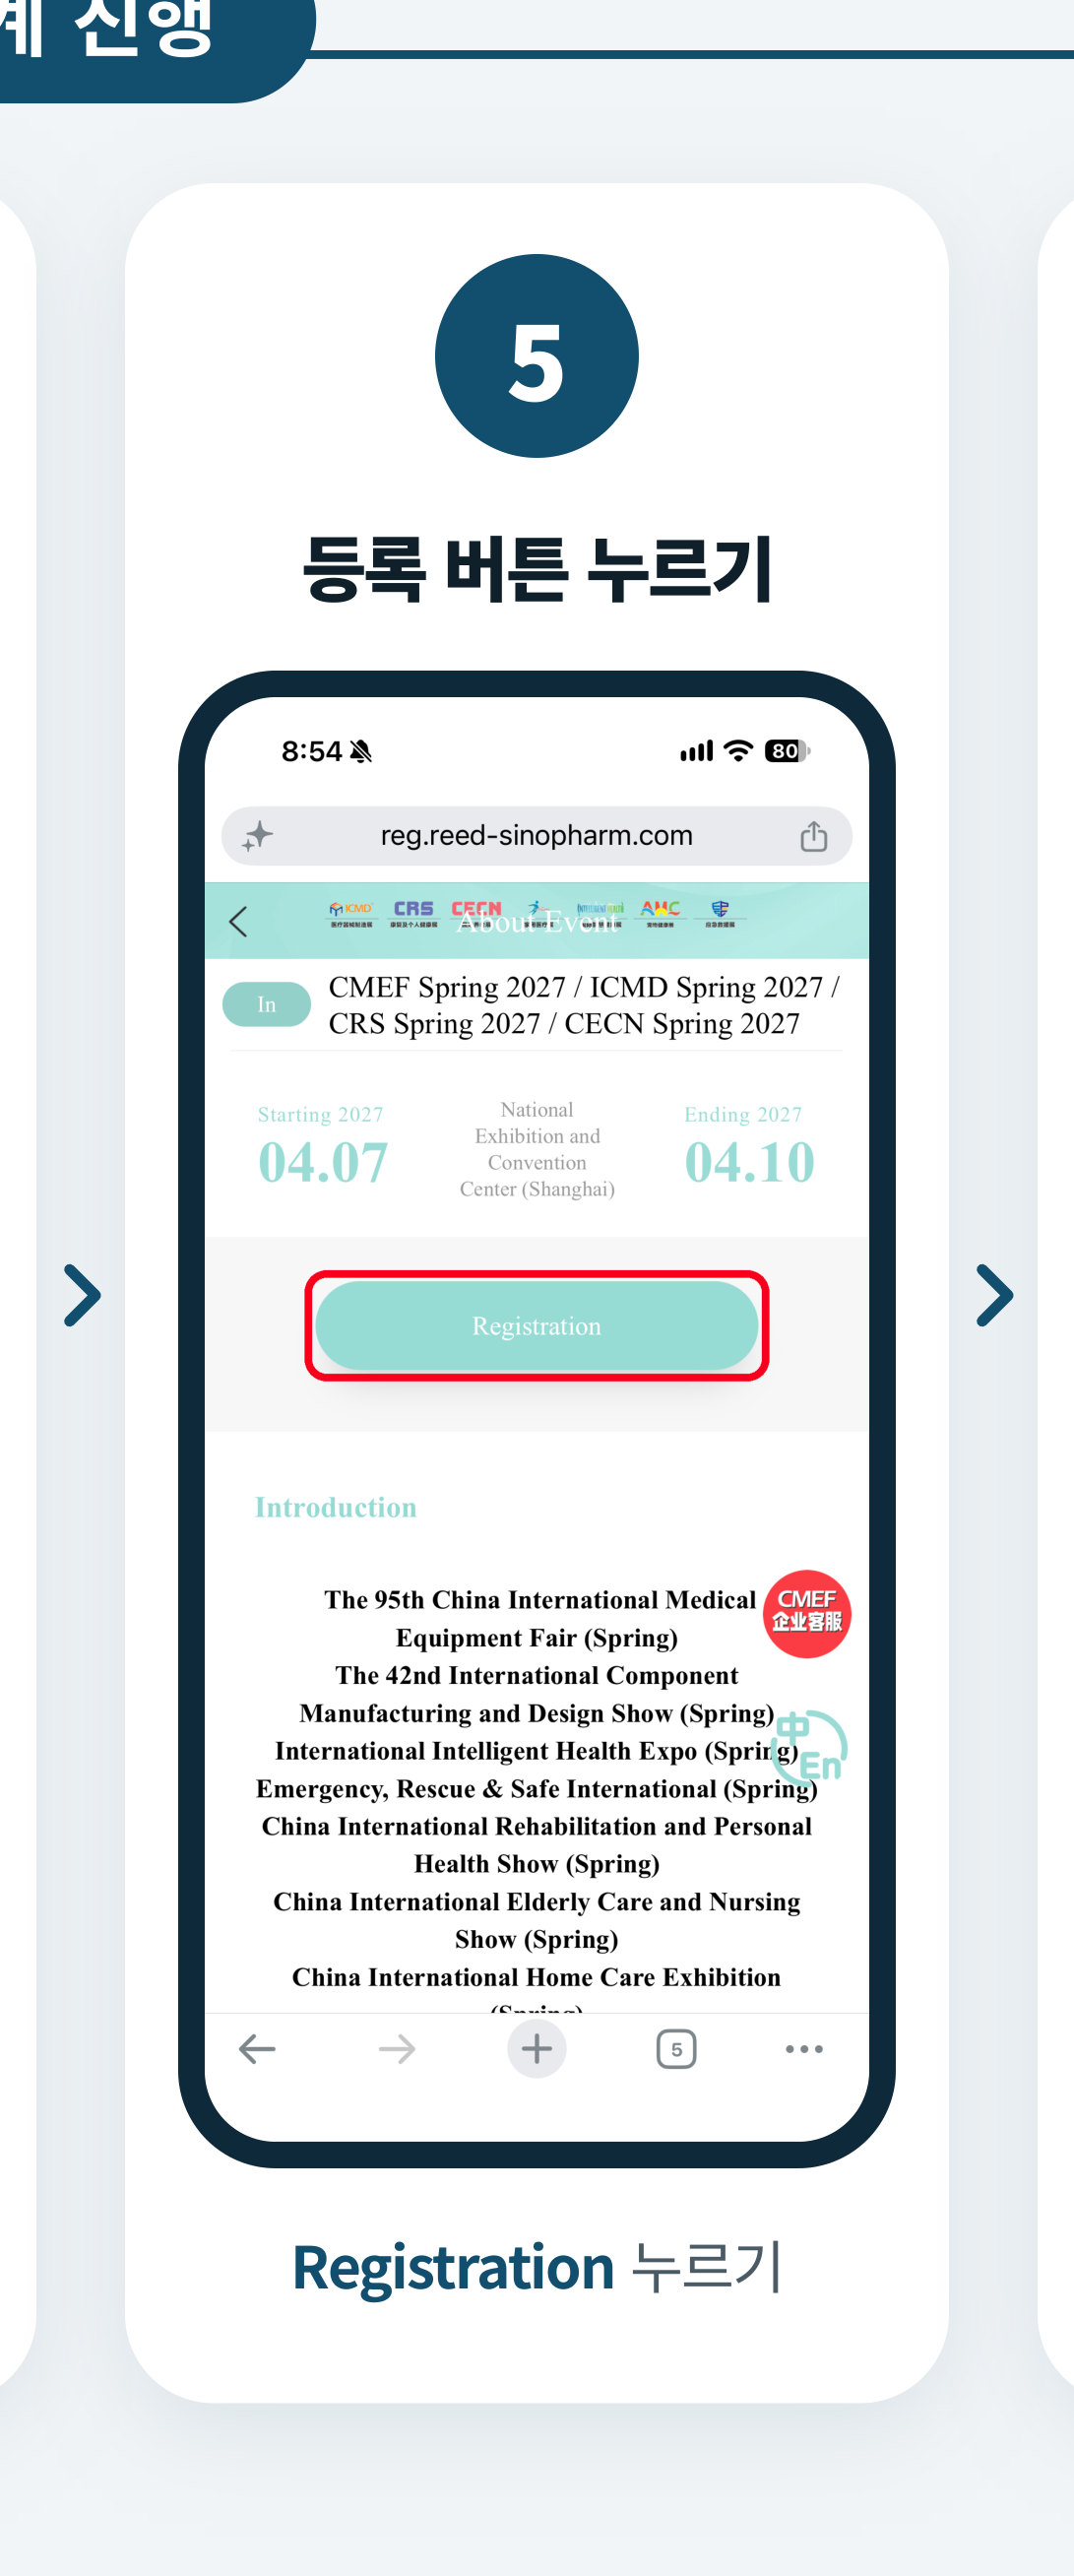 계 진행
5
등록 버튼 누르기
8:54
80
reg.reed-sinopharm.com
ICMD CRS CECN AHC
About Event
In
CMEF Spring 2027 / ICMD Spring 2027 /
CRS Spring 2027 / CECN Spring 2027
Starting 2027
04.07
National
Exhibition and
Convention
Center (Shanghai)
Ending 2027
04.10
Registration
Introduction
The 95th China International Medical
Equipment Fair (Spring)
The 42nd International Component
Manufacturing and Design Show (Spring)
International Intelligent Health Expo (Spring)
Emergency, Rescue & Safe International (Spring)
China International Rehabilitation and Personal
Health Show (Spring)
China International Elderly Care and Nursing
Show (Spring)
China International Home Care Exhibition
(Spring)
CMEF
企业客服
中
En
5
Registration 누르기